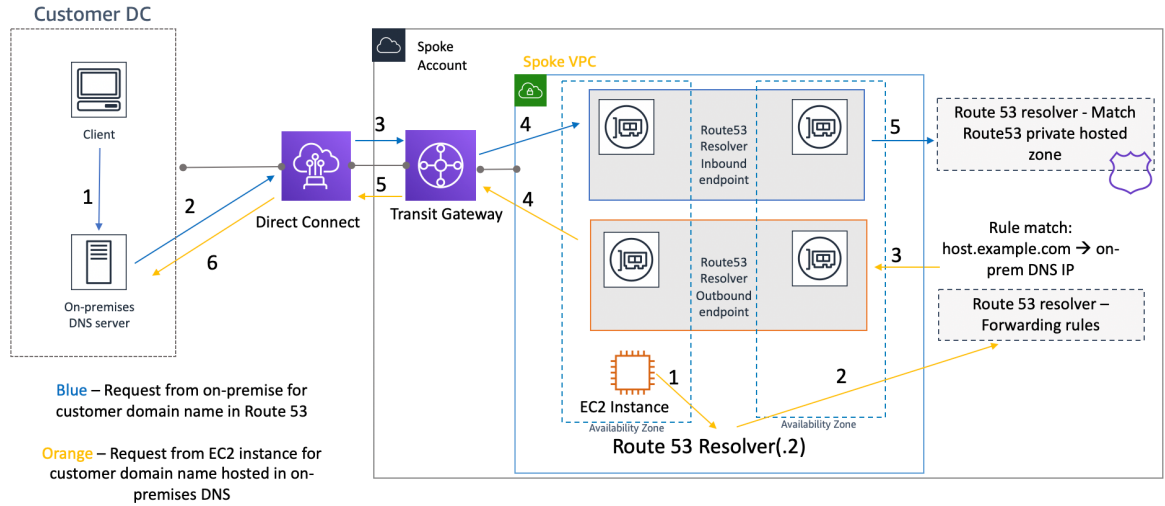 Customer DC
Client
1
On-premises
DNS server
2
6
Direct Connect
3
5
Transit Gateway
Blue – Request from on-premise for
customer domain name in Route 53
Orange – Request from EC2 instance for
customer domain name hosted in on-
premises DNS
Spoke
Account
Spoke VPC
4
4
Route53
Resolver
Inbound
endpoint
Route53
Resolver
Outbound
endpoint
EC2 Instance
1
Availability Zone
Availability Zone
Route 53 Resolver(.2)
2
5
Route 53 resolver - Match
Route53 private hosted
zone
3
Rule match:
host.example.com → on-
prem DNS IP
Route 53 resolver –
Forwarding rules